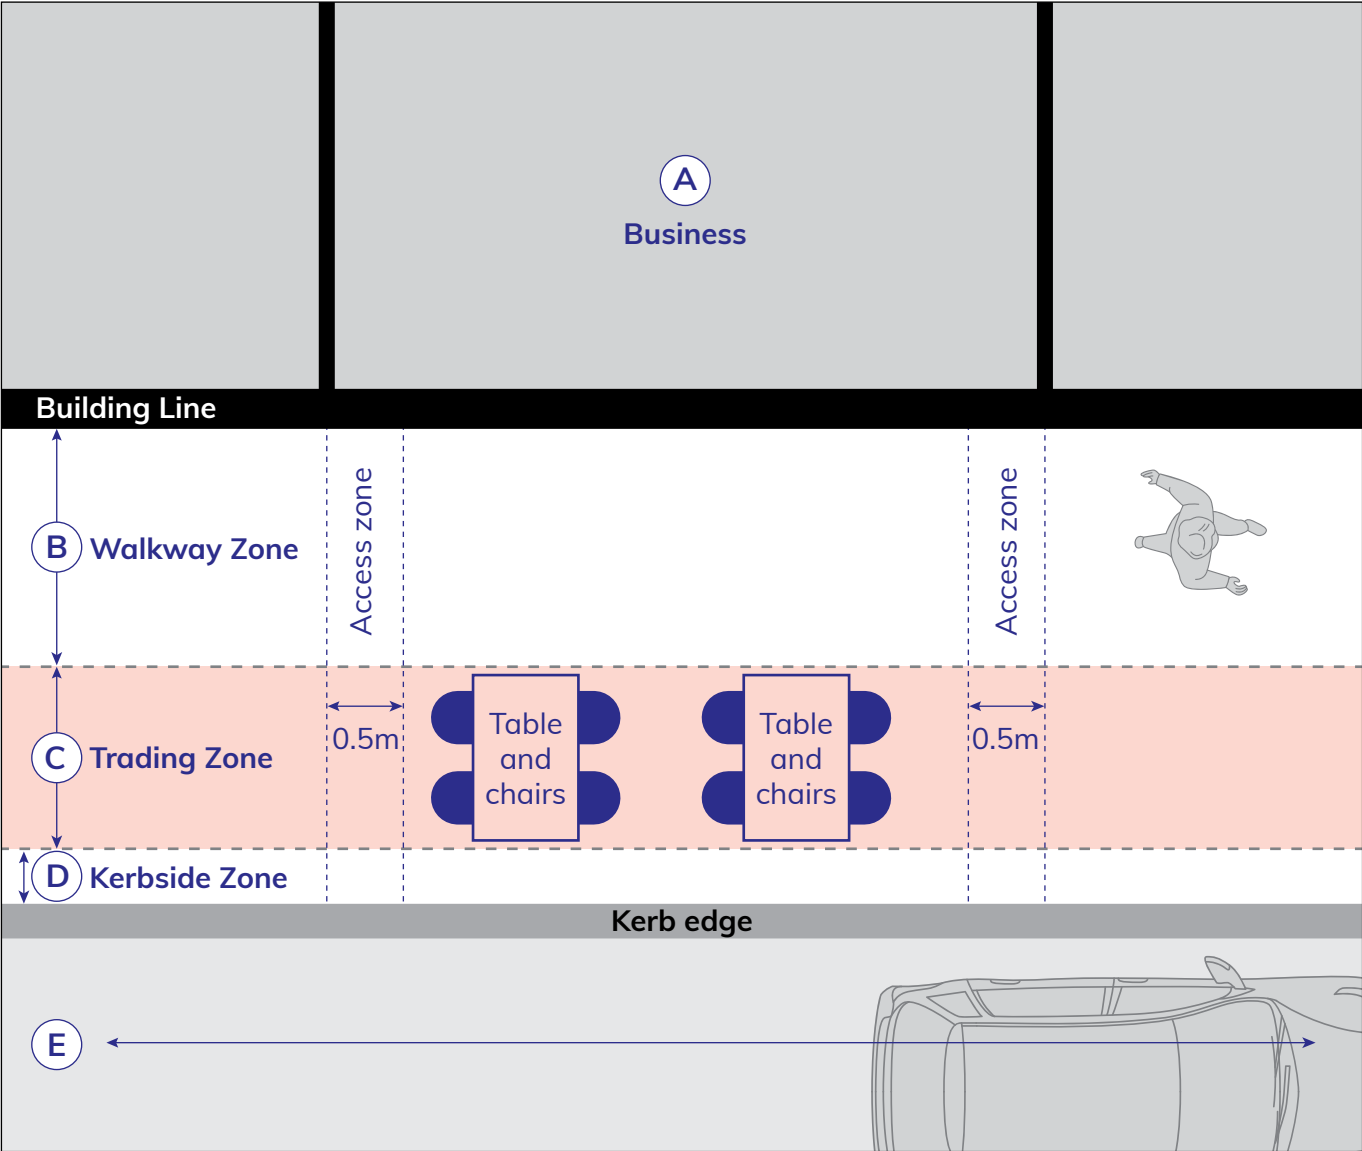 A
Business
Building Line
B
Walkway Zone
Access zone
Access zone
C
Trading Zone
0.5m
Table
and
chairs
Table
and
chairs
0.5m
D
Kerbside Zone
Kerb edge
E